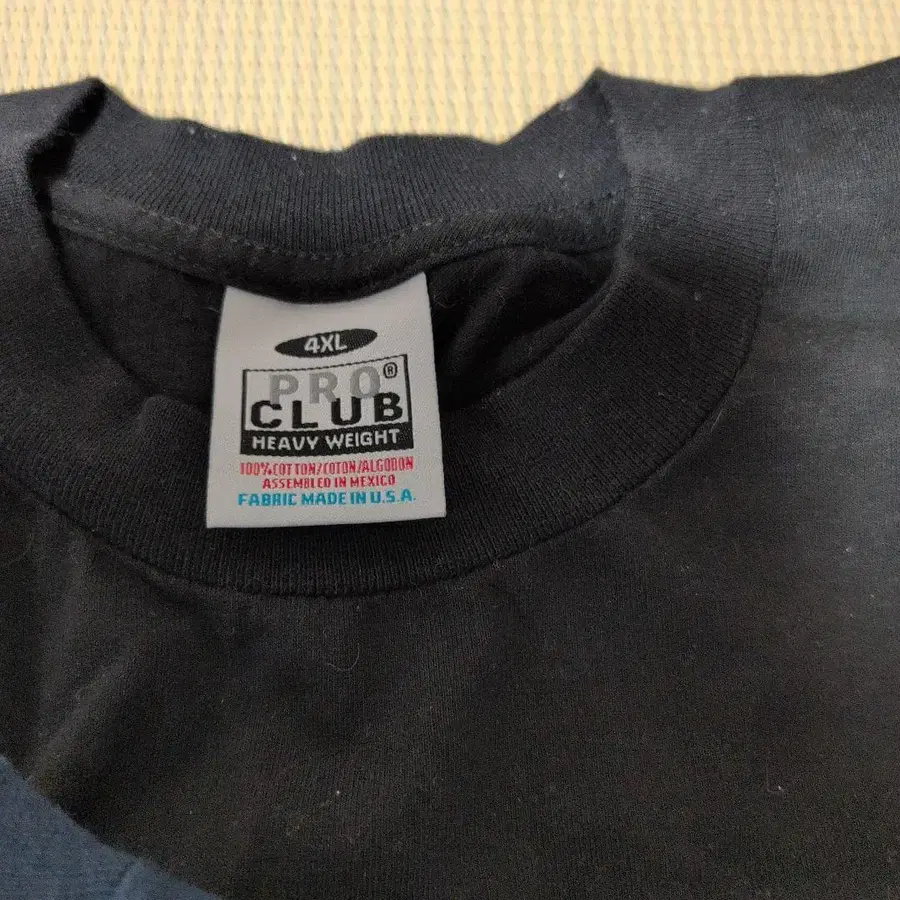 4XL
PRO®
CLUB
HEAVY WEIGHT
100% COTTON/COTON/ALGODON
ASSEMBLED IN MEXICO
FABRIC MADE IN U.S.A.